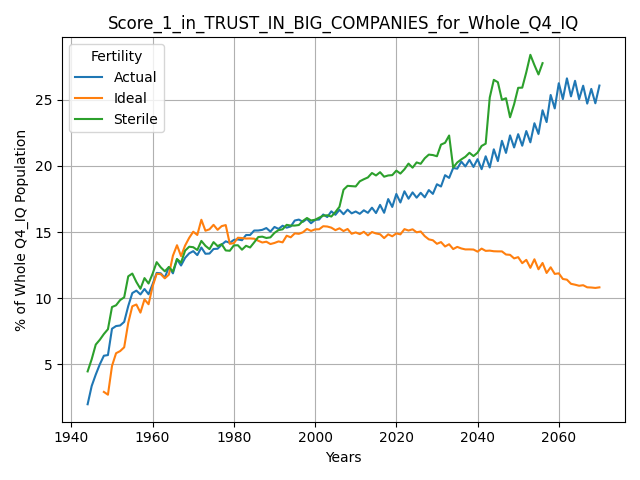 Score_1_in_TRUST_IN_BIG_COMPANIES_for_Whole_Q4_IQ
Fertility
Actual
Ideal
Sterile
% of Whole Q4_IQ Population
25
20
15
10
5
1940
1960
1980
2000
2020
2040
2060
Years